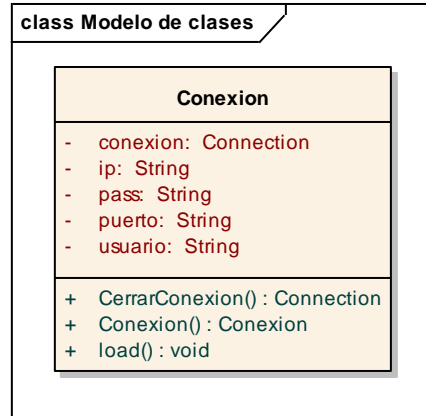 class Modelo de clases
Conexion
- conexion: Connection
- ip: String
- pass: String
- puerto: String
- usuario: String
+ CerrarConexion() : Connection
+ Conexion() : Conexion
+ load() : void